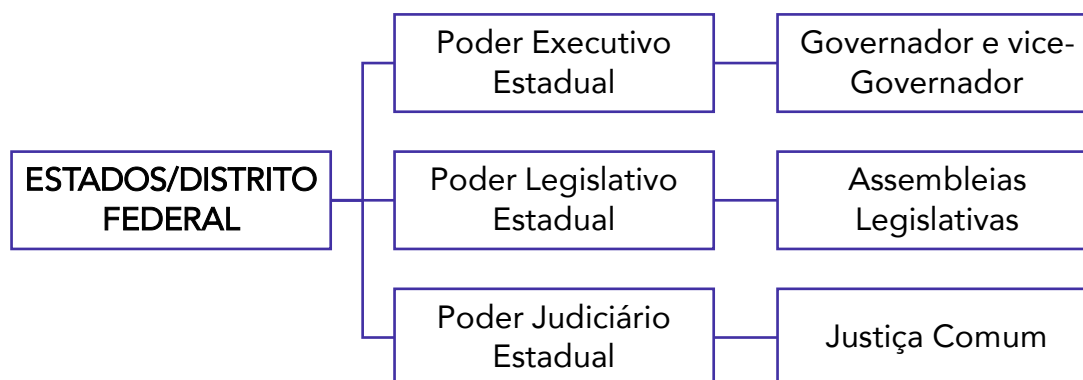 Poder Executivo
Estadual
Governador e vice-
Governador
ESTADOS/DISTRITO
FEDERAL
Poder Legislativo
Estadual
Assembleias
Legislativas
Poder Judiciário
Estadual
Justiça Comum